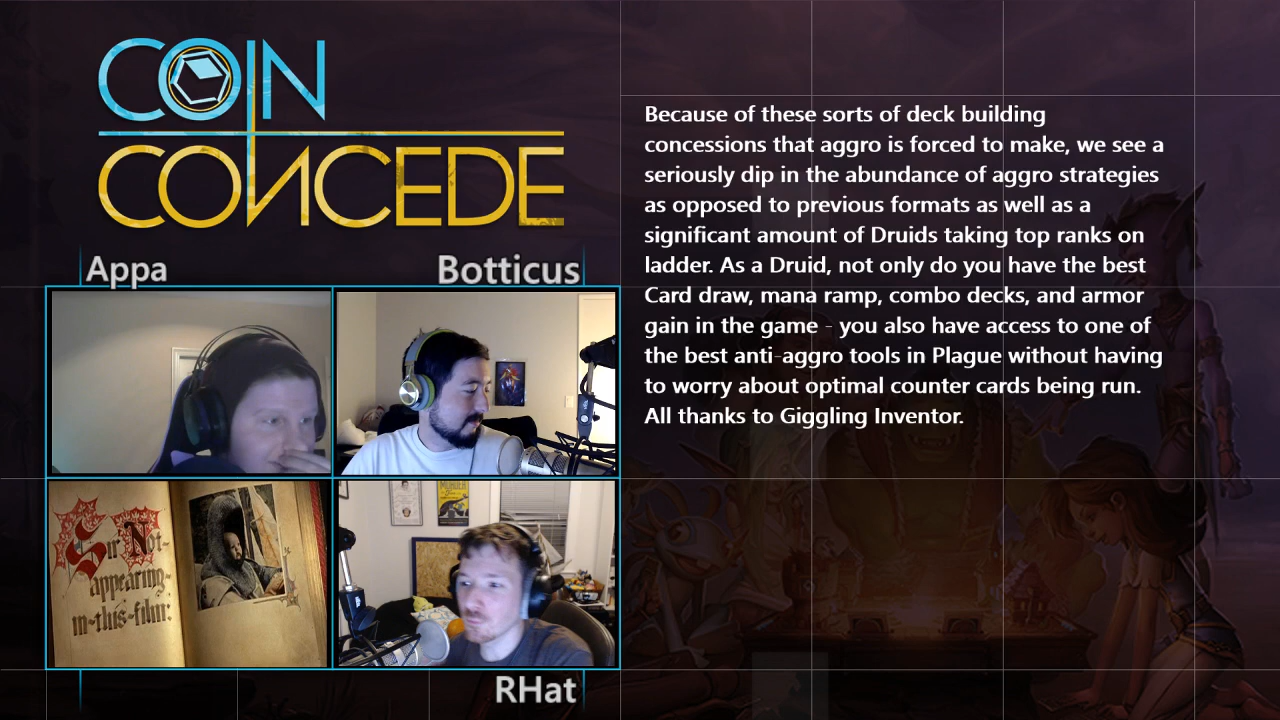 COIN
CONCEDE
Appa
Botticus
Sir Not-
appearing-
in-this-film:
RHat
Because of these sorts of deck building
concessions that aggro is forced to make, we see a
seriously dip in the abundance of aggro strategies
as opposed to previous formats as well as a
significant amount of Druids taking top ranks on
ladder. As a Druid, not only do you have the best
Card draw, mana ramp, combo decks, and armor
gain in the game - you also have access to one of
the best anti-aggro tools in Plague without having
to worry about optimal counter cards being run.
All thanks to Giggling Inventor.